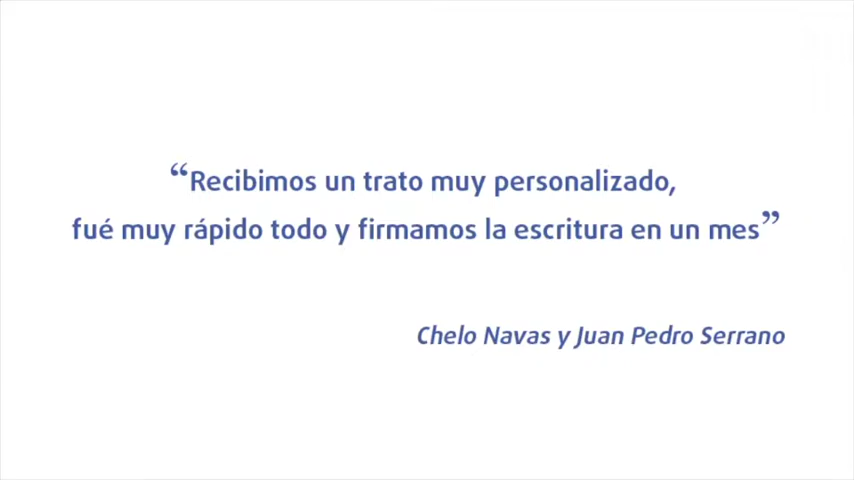 “Recibimos un trato muy personalizado,
fué muy rápido todo y firmamos la escritura en un mes”
Chelo Navas y Juan Pedro Serrano